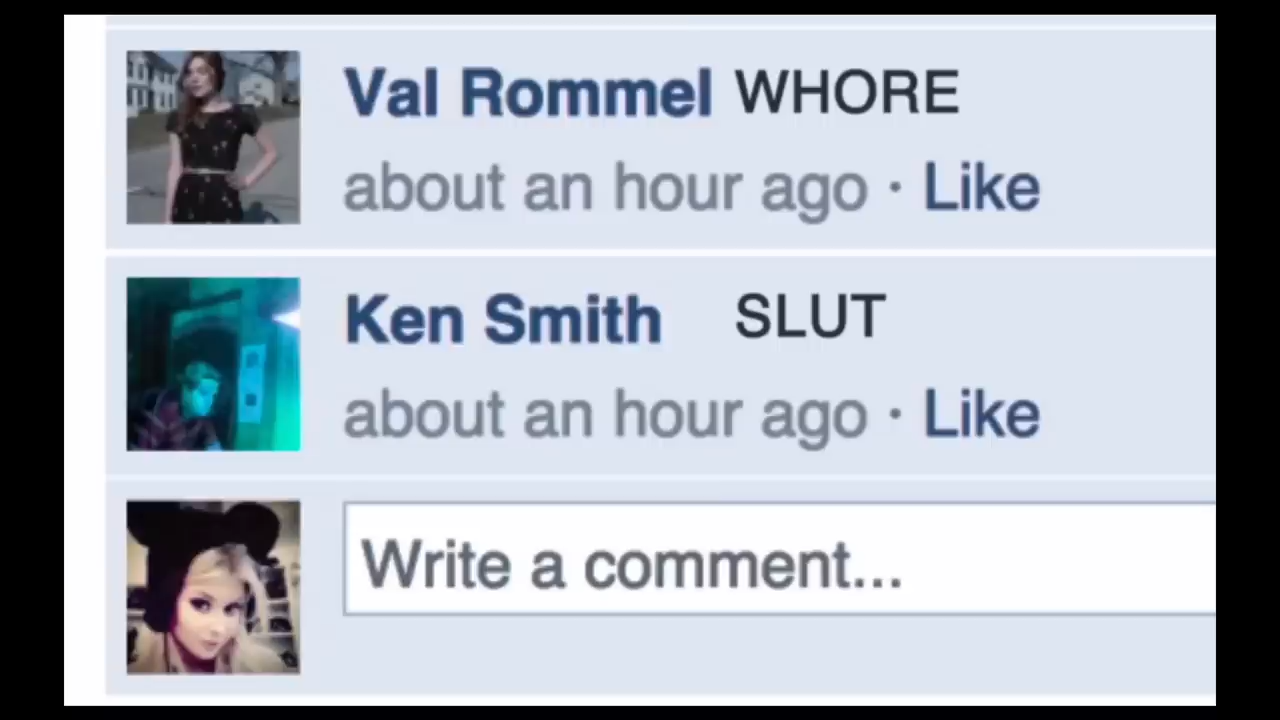 Val Rommel WHORE
about an hour ago · Like
Ken Smith SLUT
about an hour ago · Like
Write a comment...